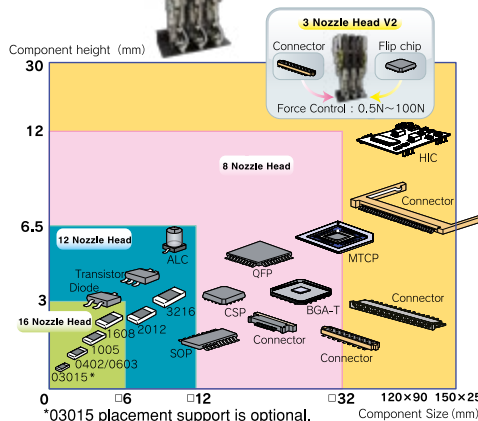 3 Nozzle Head V2
Connector
Flip chip
Force Control : 0.5N～100N
Component height (mm)
30
12
6.5
3
0
8 Nozzle Head
12 Nozzle Head
16 Nozzle Head
HIC
Connector
ALC
MTCP
QFP
Transistor
Diode
3216
CSP
BGA-T
Connector
1608
2012
1005
SOP
Connector
Connector
0402/0603
03015*
□6
□12
□32
120×90
150×25
*03015 placement support is optional.
Component Size (mm)